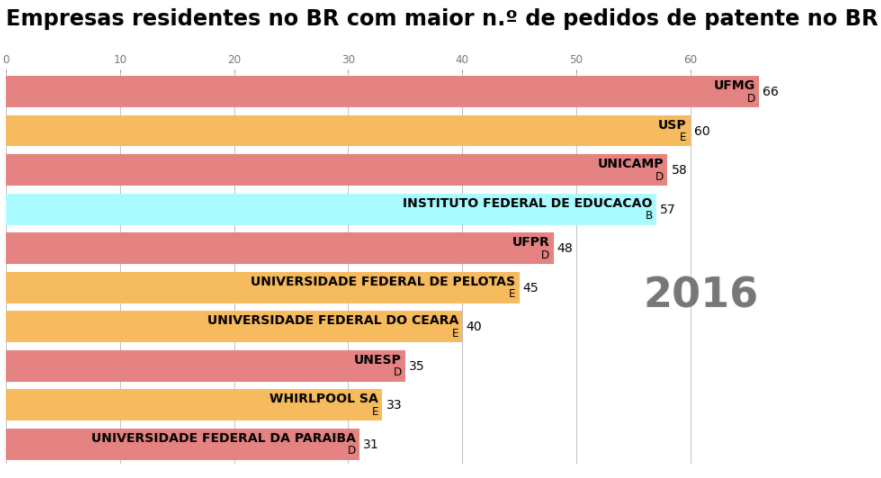 Empresas residentes no BR com maior n.º de pedidos de patente no BR
0 10 20 30 40 50 60
UFMG
D 66
USP
E 60
UNICAMP
D 58
INSTITUTO FEDERAL DE EDUCACAO
B 57
UFPR
D 48
UNIVERSIDADE FEDERAL DE PELOTAS
E 45
2016
UNIVERSIDADE FEDERAL DO CEARA
E 40
UNESP
D 35
WHIRLPOOL SA
E 33
UNIVERSIDADE FEDERAL DA PARAIBA
D 31